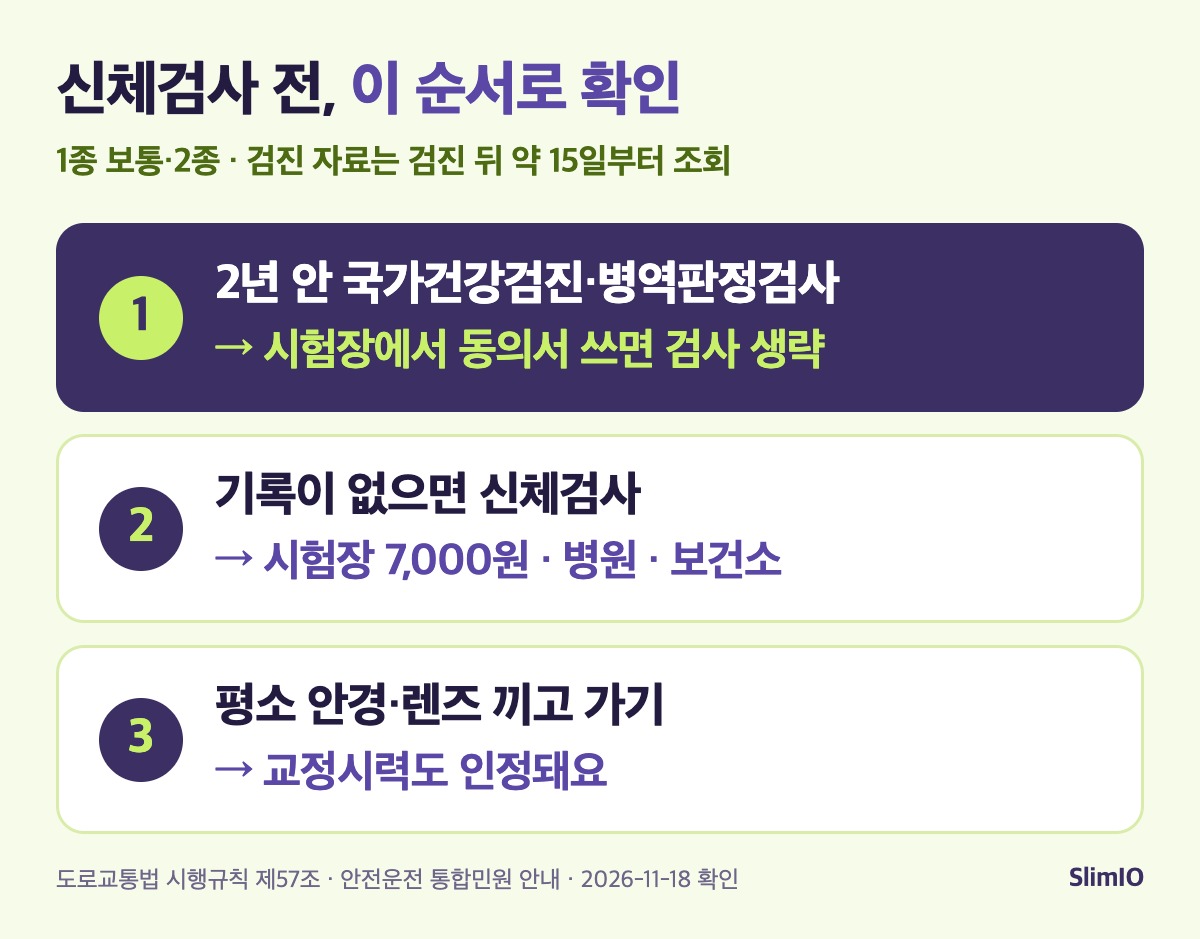 신체검사 전, 이 순서로 확인
1종 보통·2종 · 검진 자료는 검진 뒤 약 15일부터 조회
1
2년 안 국가건강검진·병역판정검사
→ 시험장에서 동의서 쓰면 검사 생략
2
기록이 없으면 신체검사
→ 시험장 7,000원 · 병원 · 보건소
3
평소 안경·렌즈 끼고 가기
→ 교정시력도 인정돼요
도로교통법 시행규칙 제57조 · 안전운전 통합민원 안내 · 2026-11-18 확인
SlimIO